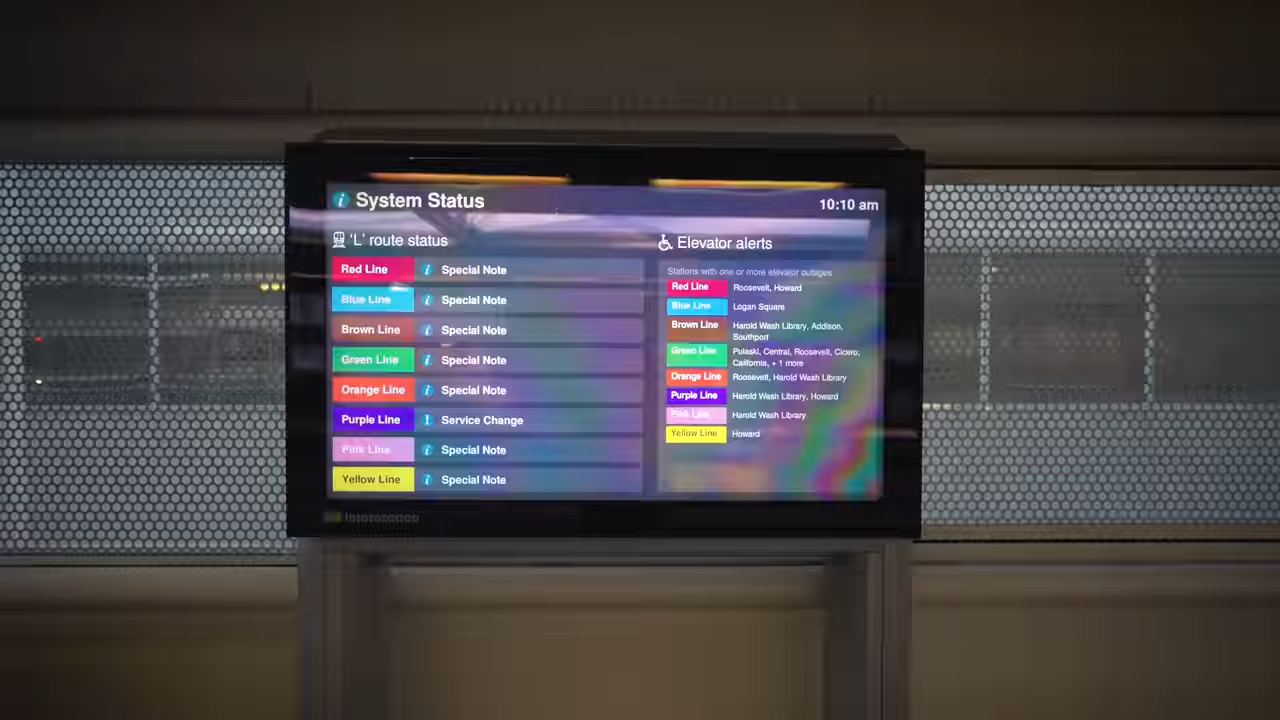 i System Status
10:10 am
'L' route status
Red Line i Special Note
Blue Line i Special Note
Brown Line i Special Note
Green Line i Special Note
Orange Line i Special Note
Purple Line ! Service Change
Pink Line i Special Note
Yellow Line i Special Note
Elevator alerts
Stations with one or more elevator outages
Red Line Roosevelt, Howard
Blue Line Logan Square
Brown Line Harold Wash Library, Addison,
Southport
Green Line Pulaski, Central, Roosevelt, Cicero,
California, + 1 more
Orange Line Roosevelt, Harold Wash Library
Purple Line Harold Wash Library, Howard
Pink Line Harold Wash Library
Yellow Line Howard